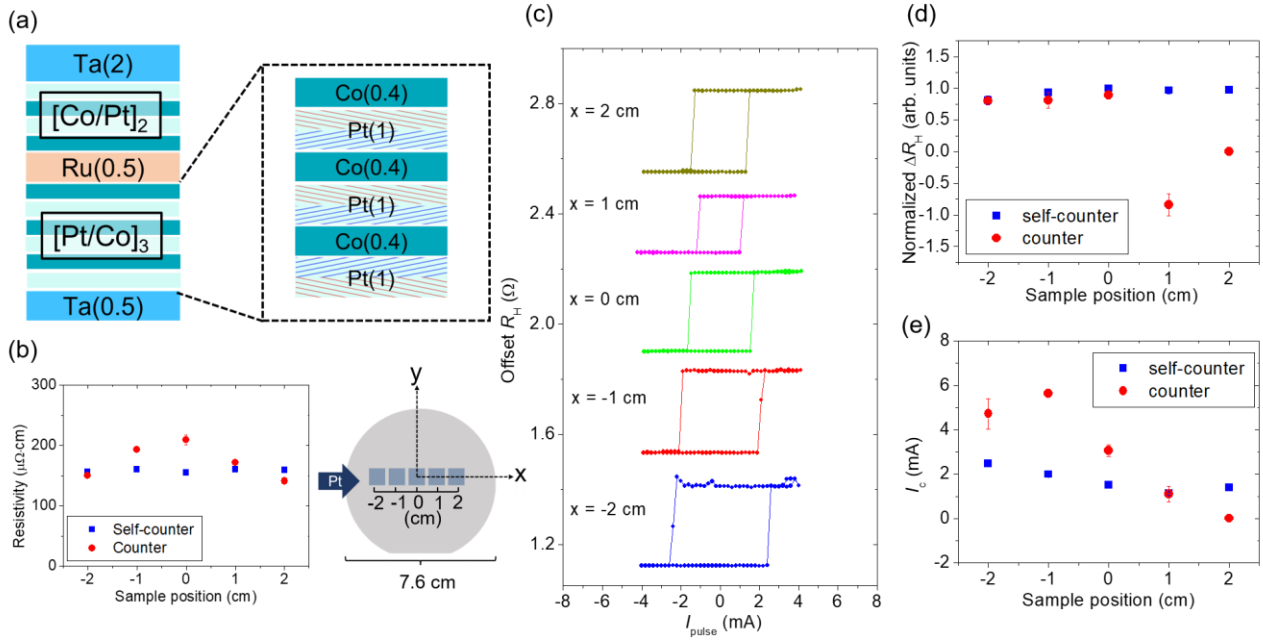 (a)
Ta(2)
[Co/Pt]2
Ru(0.5)
[Pt/Co]3
Ta(0.5)
Co(0.4)
Pt(1)
Co(0.4)
Pt(1)
Co(0.4)
Pt(1)
(b)
300
200
100
0
Resistivity (μΩ·cm)
Self-counter
Counter
-2 -1 0 1 2
Sample position (cm)
Pt
y
x
-2 -1 0 1 2
(cm)
7.6 cm
(c)
2.8
2.4
2.0
1.6
1.2
Offset RH (Ω)
x = 2 cm
x = 1 cm
x = 0 cm
x = -1 cm
x = -2 cm
-8 -6 -4 -2 0 2 4 6 8
Ipulse (mA)
(d)
1.5
1.0
0.5
0.0
-0.5
-1.0
-1.5
Normalized ΔRH (arb. units)
self-counter
counter
-2 -1 0 1 2
Sample position (cm)
(e)
8
6
4
2
0
-2
Ic (mA)
self-counter
counter
-2 -1 0 1 2
Sample position (cm)